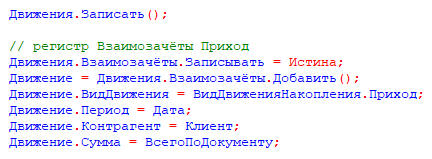 Движения.Записать();
// регистр Взаимозачёты Приход
Движения.Взаимозачёты.Записывать = Истина;
Движение = Движения.Взаимозачёты.Добавить();
Движение.ВидДвижения = ВидДвиженияНакопления.Приход;
Движение.Период = Дата;
Движение.Контрагент = Клиент;
Движение.Сумма = ВсегоПоДокументу;